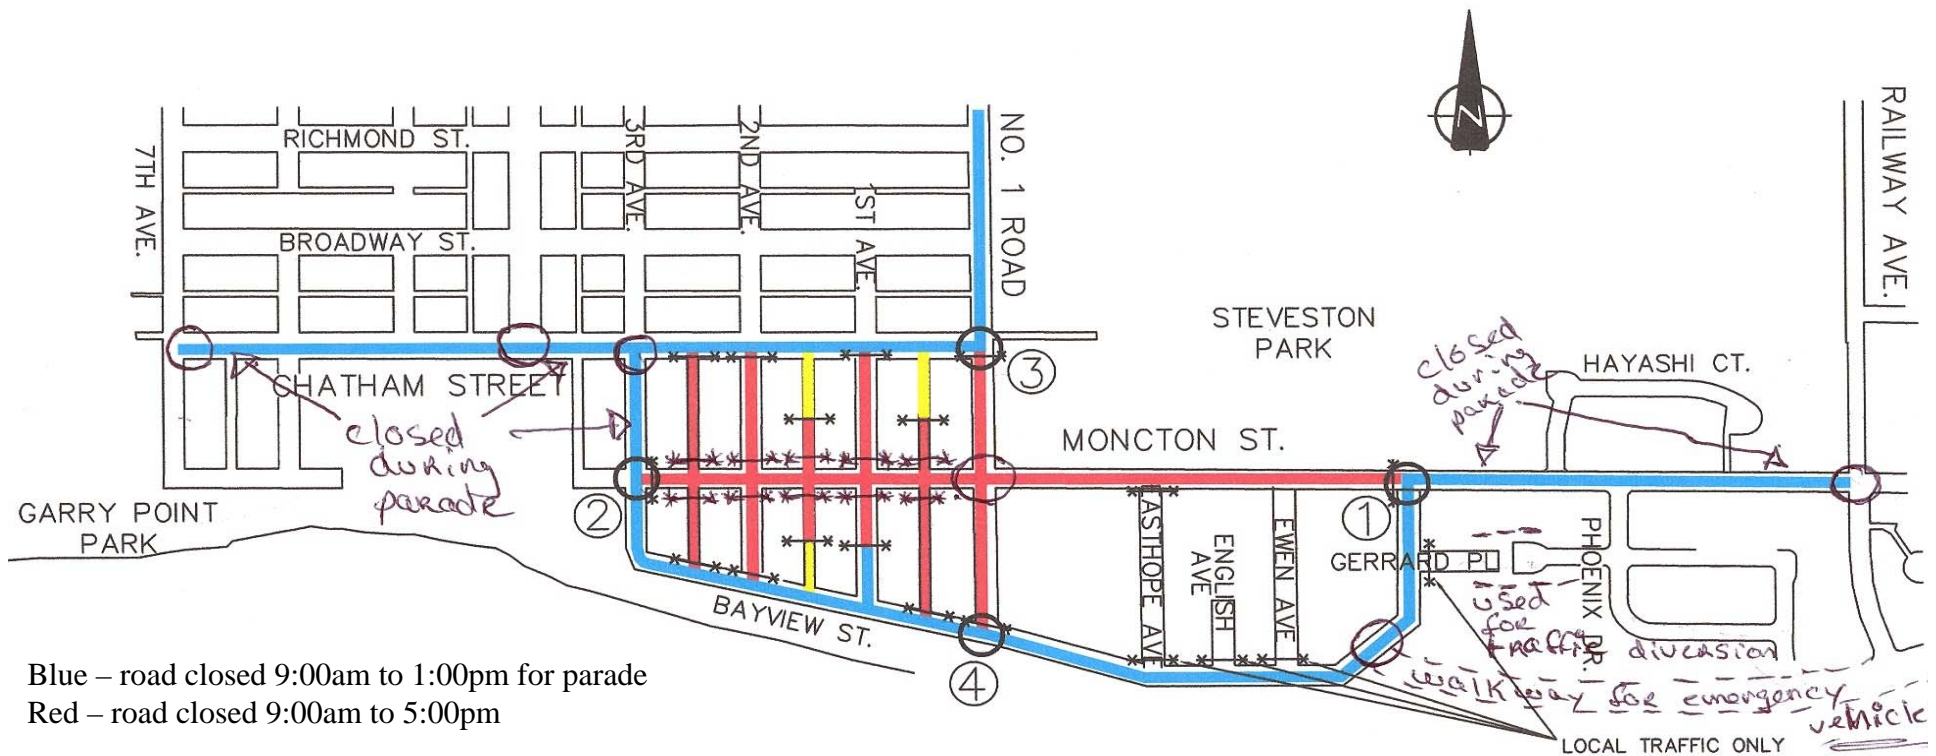 RICHMOND ST.
BROADWAY ST.
7TH AVE.
3RD AVE.
2ND AVE.
1ST AVE.
NO. 1 ROAD
N
RAILWAY AVE.
STEVESTON
PARK
closed
during
parade
HAYASHI CT.
3
CHATHAM STREET
closed
during
parade
MONCTON ST.
GARRY POINT
PARK
2
1
EASTHOPE AVE
ENGLISH
AVE
EWEN AVE
GERRARD PL
PHOENIX DR.
used
for
traffic diversion
BAYVIEW ST.
4
walkway for emergency
vehicle
LOCAL TRAFFIC ONLY
Blue – road closed 9:00am to 1:00pm for parade
Red – road closed 9:00am to 5:00pm